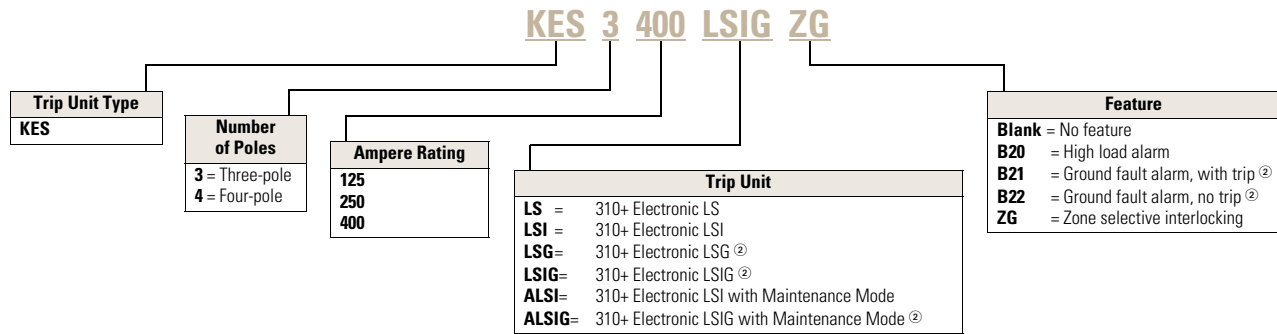 KES 3 400 LSIG ZG
Trip Unit Type
KES
Number
of Poles
3 = Three-pole
4 = Four-pole
Ampere Rating
125
250
400
Trip Unit
LS = 310+ Electronic LS
LSI = 310+ Electronic LSI
LSG= 310+ Electronic LSG ②
LSIG= 310+ Electronic LSIG ②
ALSI= 310+ Electronic LSI with Maintenance Mode
ALSIG= 310+ Electronic LSIG with Maintenance Mode ②
Feature
Blank = No feature
B20 = High load alarm
B21 = Ground fault alarm, with trip ②
B22 = Ground fault alarm, no trip ②
ZG = Zone selective interlocking